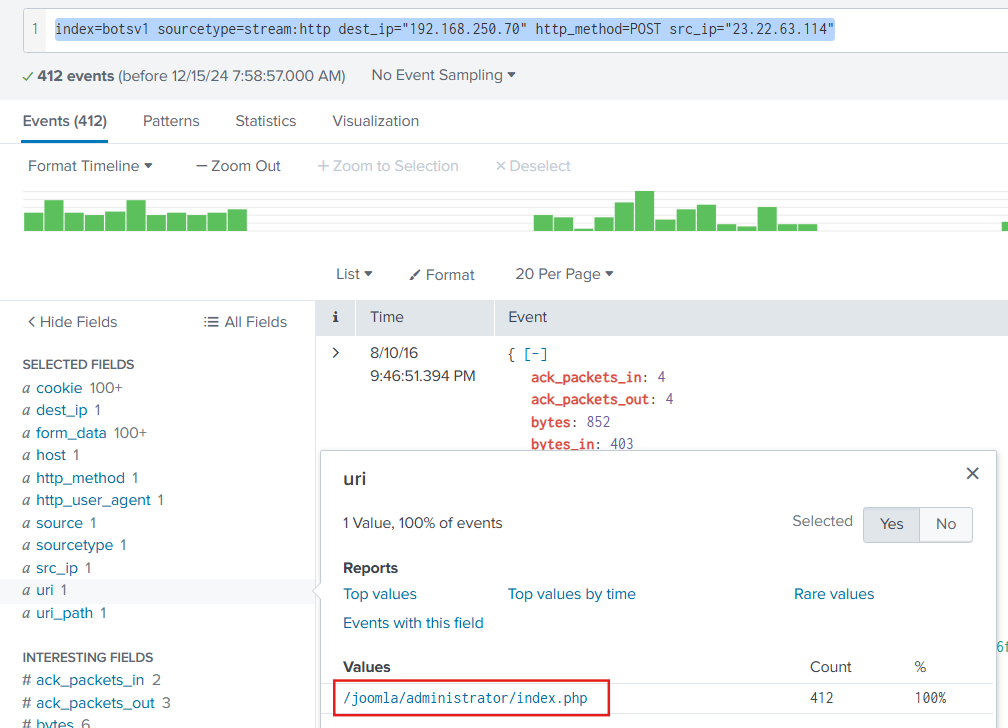 1 index=botsv1 sourcetype=stream:http dest_ip="192.168.250.70" http_method=POST src_ip="23.22.63.114"
✓ 412 events (before 12/15/24 7:58:57.000 AM) No Event Sampling ▼
Events (412) Patterns Statistics Visualization
Format Timeline ▼ — Zoom Out + Zoom to Selection × Deselect
List ▼ Format 20 Per Page ▼
< Hide Fields All Fields
i Time Event
SELECTED FIELDS
a cookie 100+
a dest_ip 1
a form_data 100+
a host 1
a http_method 1
a http_user_agent 1
a source 1
a sourcetype 1
a src_ip 1
a uri 1
a uri_path 1
INTERESTING FIELDS
# ack_packets_in 2
# ack_packets_out 3
# bytes 6
> 8/10/16
9:46:51.394 PM
{ [-]
ack_packets_in: 4
ack_packets_out: 4
bytes: 852
bytes_in: 403
uri ×
1 Value, 100% of events Selected Yes No
Reports
Top values Top values by time Rare values
Events with this field
Values Count %
/joomla/administrator/index.php 412 100%